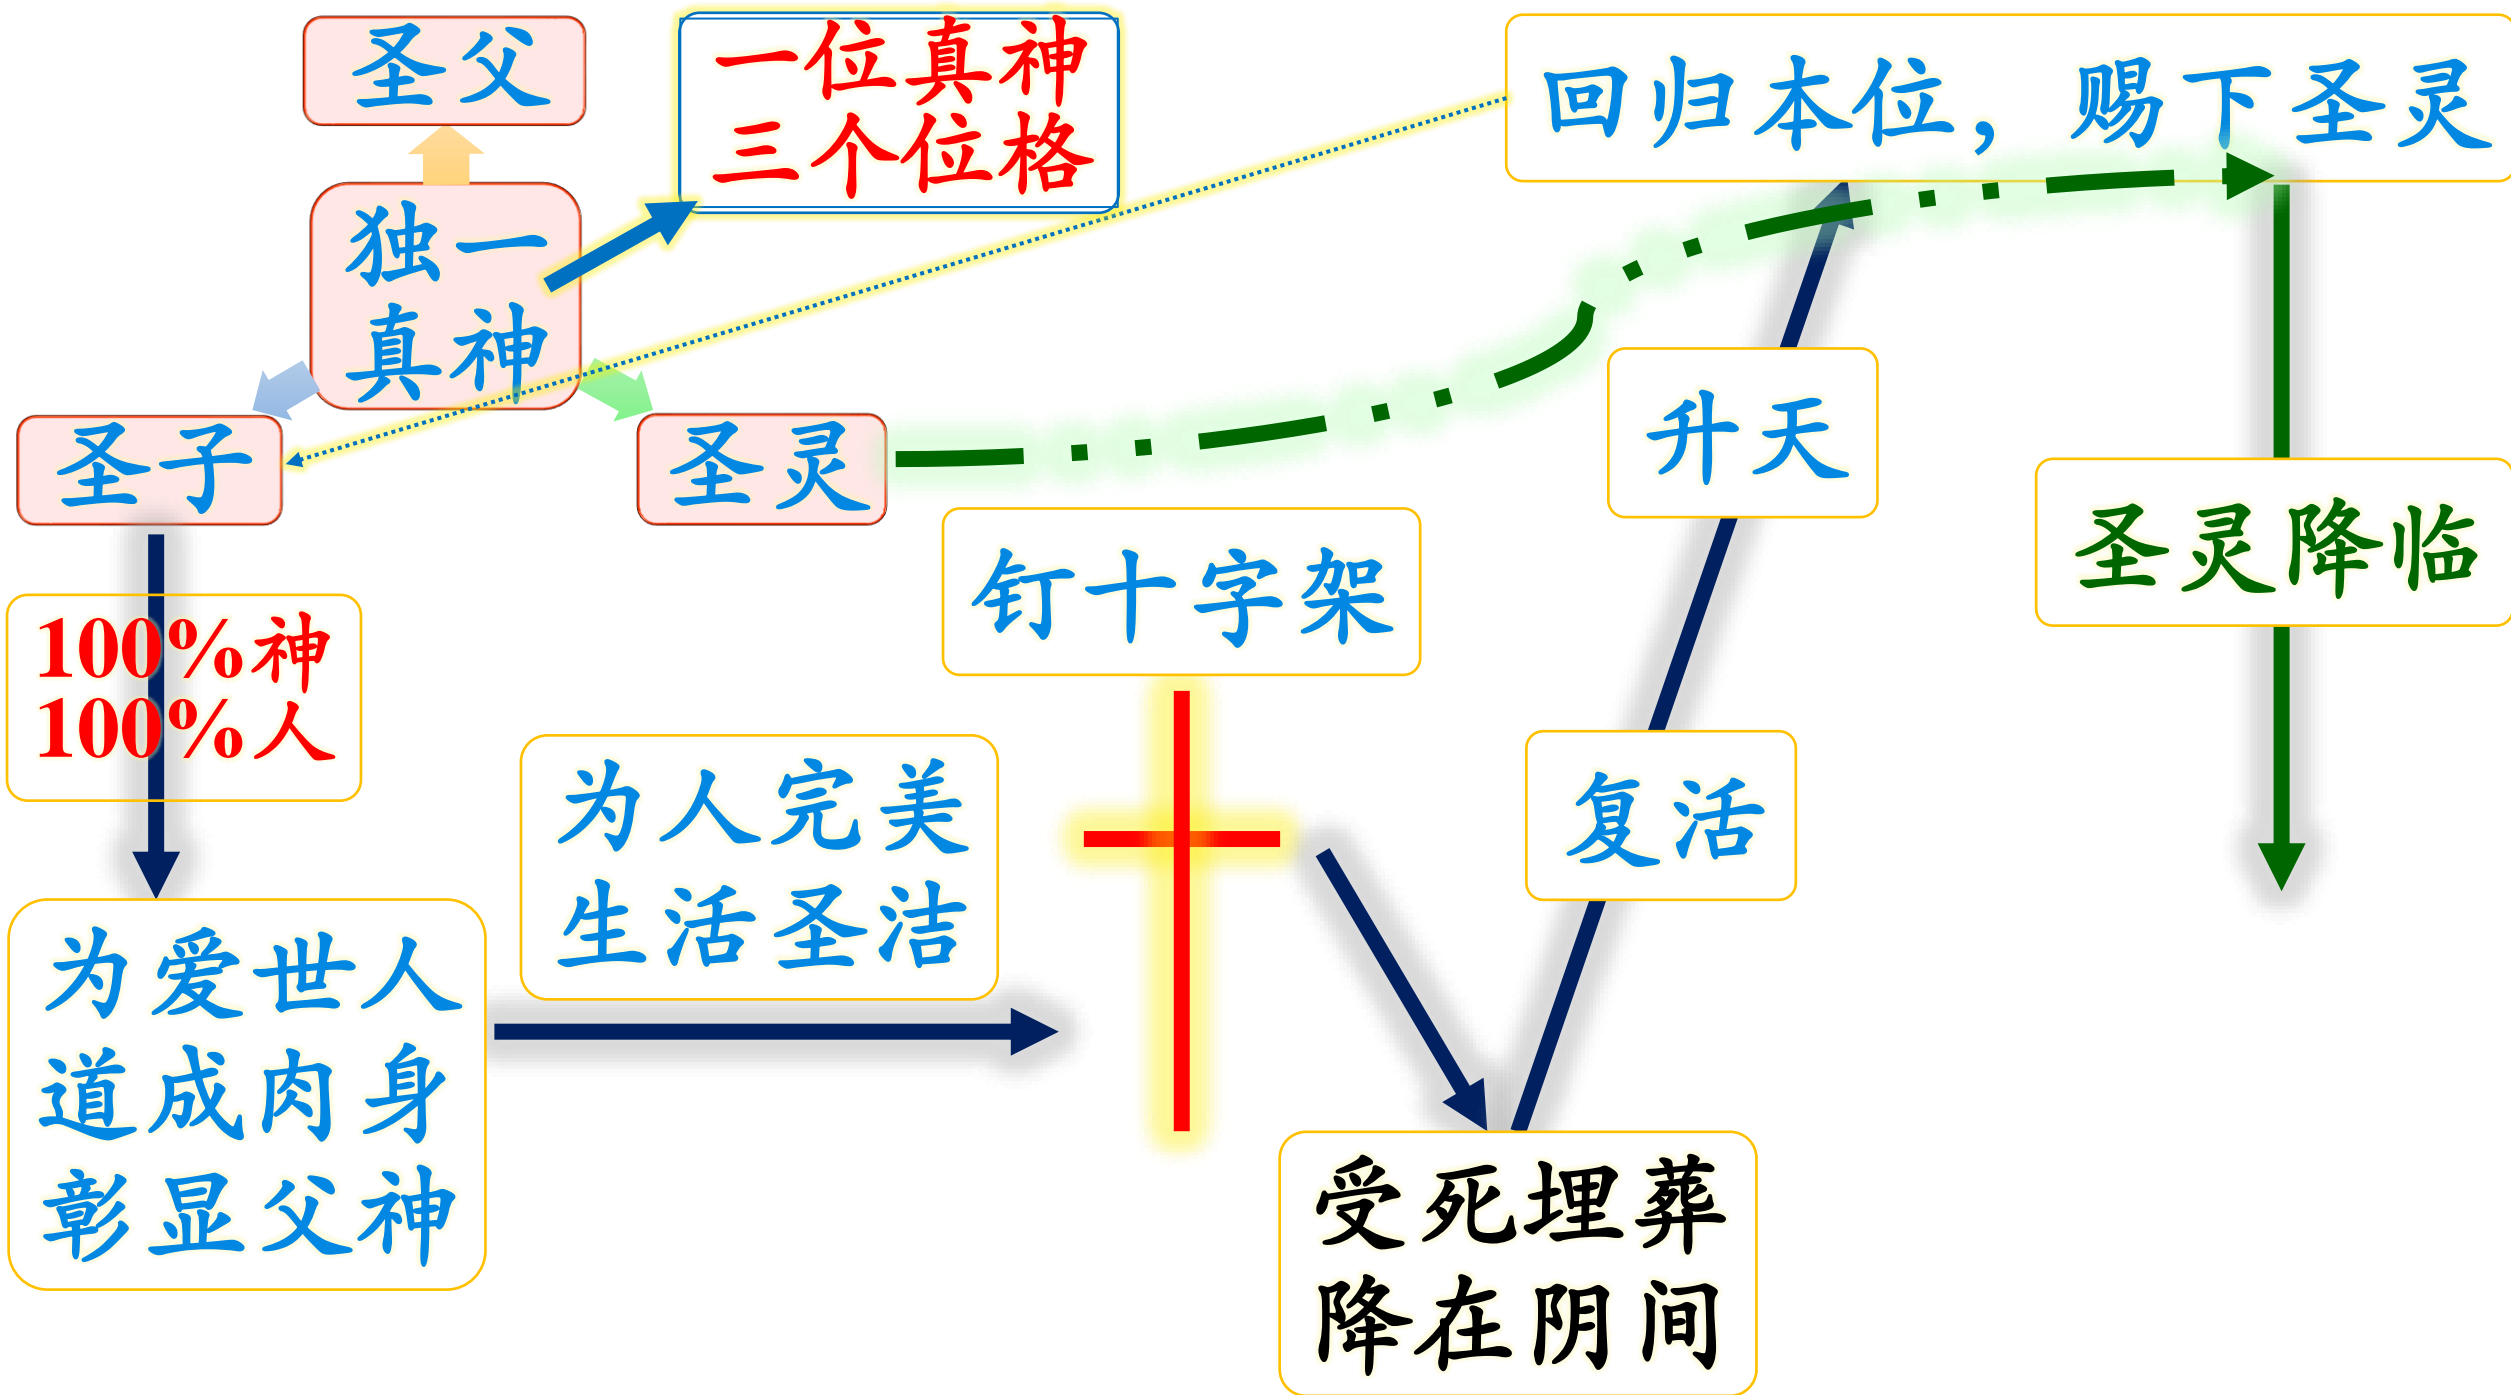 圣父
一位真神
三个位格
回归本位，赐下圣灵
独一
真神
圣子
圣灵
升天
钉十字架
圣灵降临
100%神
100%人
为人完美
生活圣洁
复活
为爱世人
道成肉身
彰显父神
受死埋葬
降在阴间